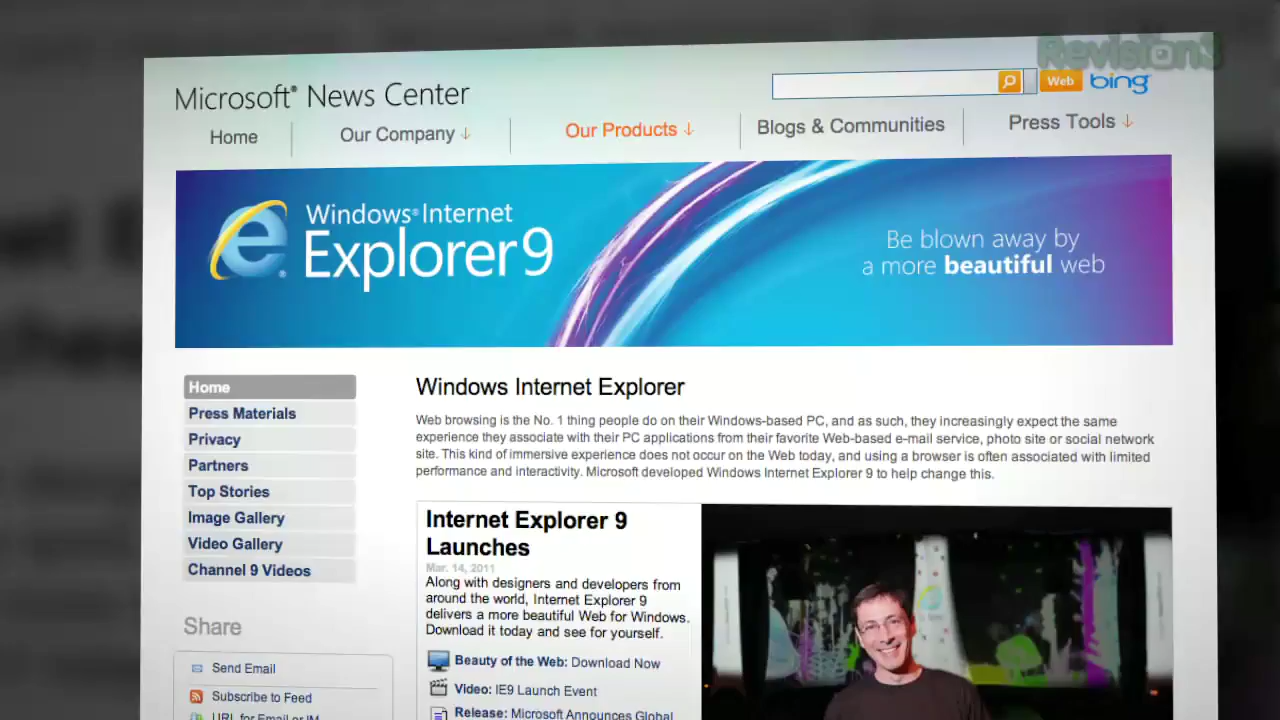 Revision3
Microsoft® News Center
Web bing
Home
Our Company
Our Products
Blogs & Communities
Press Tools
Windows® Internet
Explorer9
Be blown away by
a more beautiful web
Home
Press Materials
Privacy
Partners
Top Stories
Image Gallery
Video Gallery
Channel 9 Videos
Share
Send Email
Subscribe to Feed
URL for Email or IM
Windows Internet Explorer
Web browsing is the No. 1 thing people do on their Windows-based PC, and as such, they increasingly expect the same
experience they associate with their PC applications from their favorite Web-based e-mail service, photo site or social network
site. This kind of immersive experience does not occur on the Web today, and using a browser is often associated with limited
performance and interactivity. Microsoft developed Windows Internet Explorer 9 to help change this.
Internet Explorer 9
Launches
Mar. 14, 2011
Along with designers and developers from
around the world, Internet Explorer 9
delivers a more beautiful Web for Windows.
Download it today and see for yourself.
Beauty of the Web: Download Now
Video: IE9 Launch Event
Release: Microsoft Announces Global